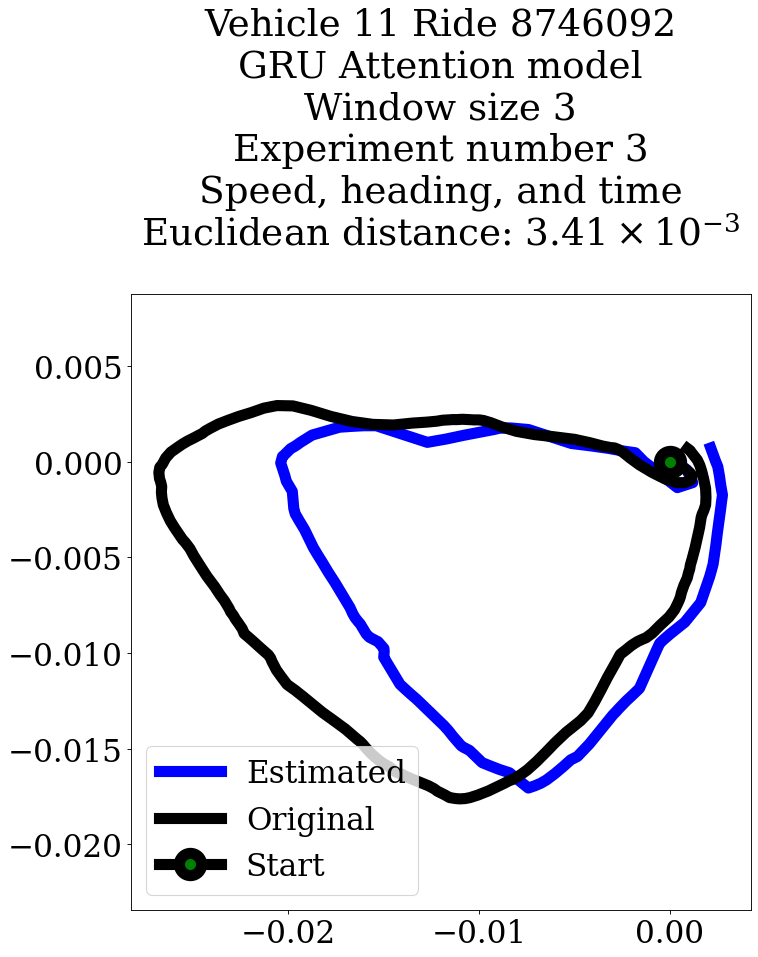 Vehicle 11 Ride 8746092
GRU Attention model
Window size 3
Experiment number 3
Speed, heading, and time
Euclidean distance: 3.41 × 10⁻³
0.005
0.000
−0.005
−0.010
−0.015
−0.020
Estimated
Original
Start
−0.02 −0.01 0.00